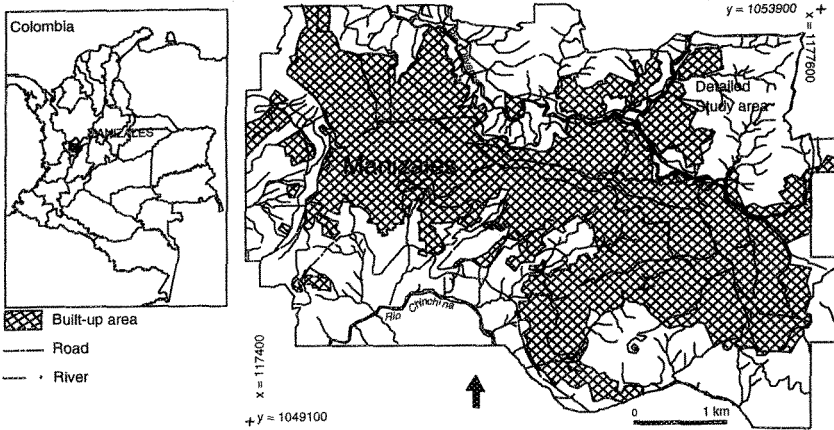 Colombia
MANIZALES
Built-up area
Road
River
y = 1053900
x = 1177600
Detailed
Study area
Manizales
Rio Chinchina
x = 117400
y = 1049100
0 1 km